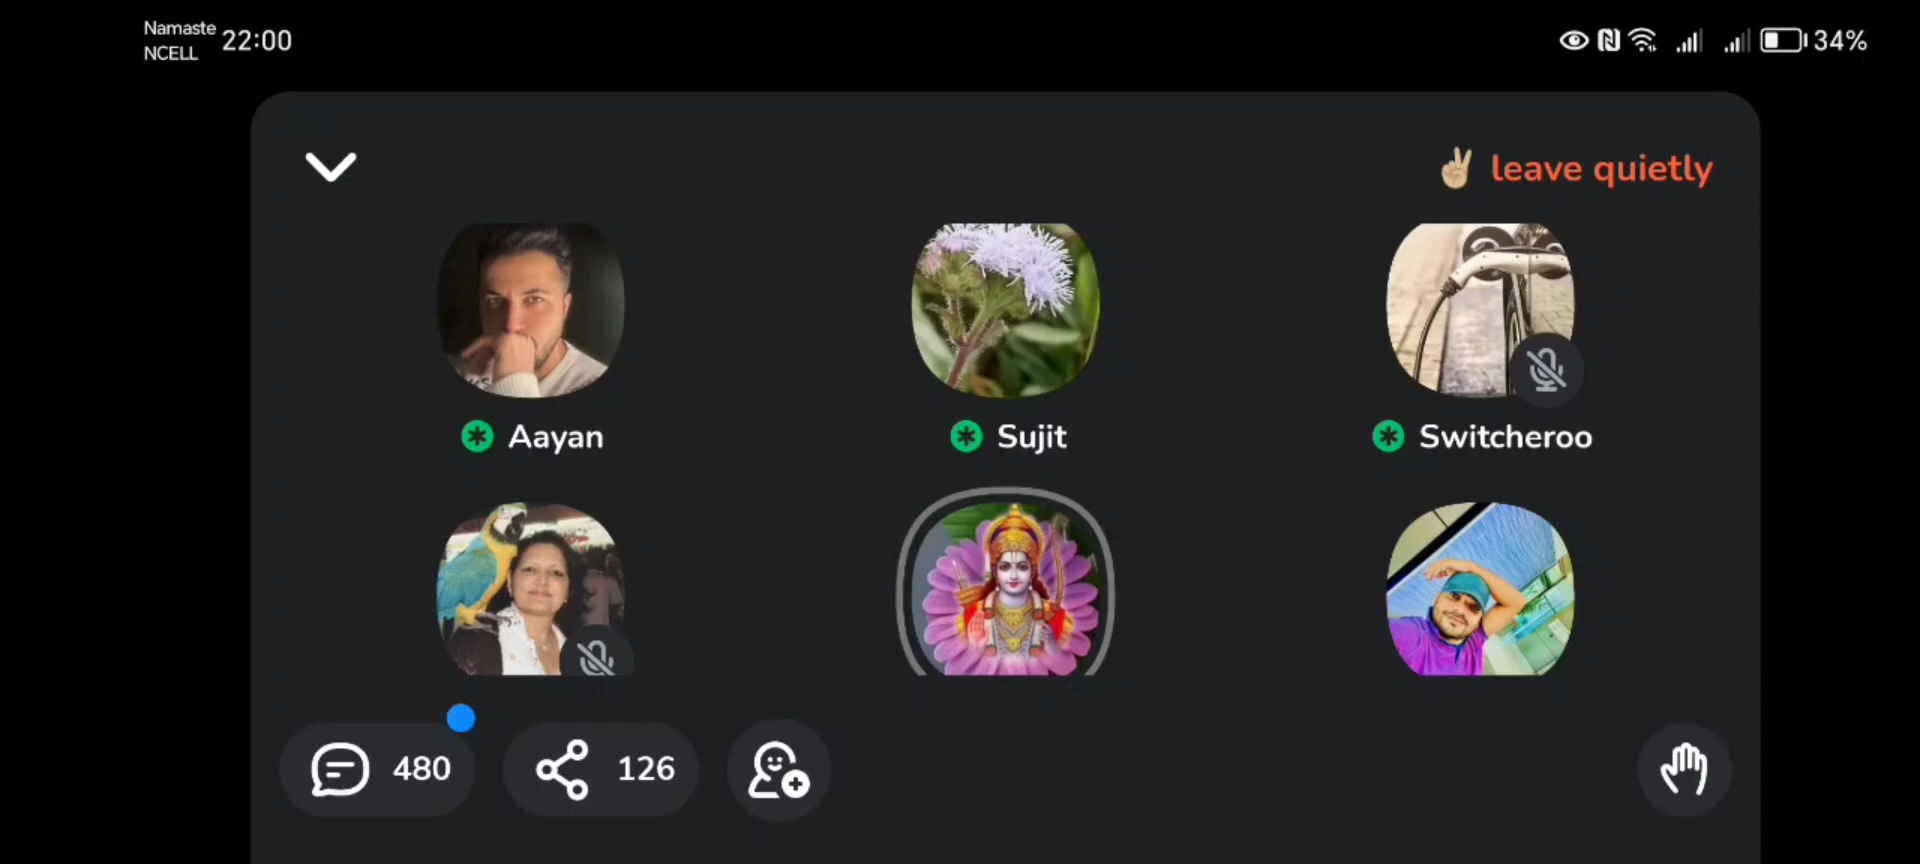 Namaste
NCELL
22:00
34%
✌🏼 leave quietly
Aayan
Sujit
Switcheroo
480
126